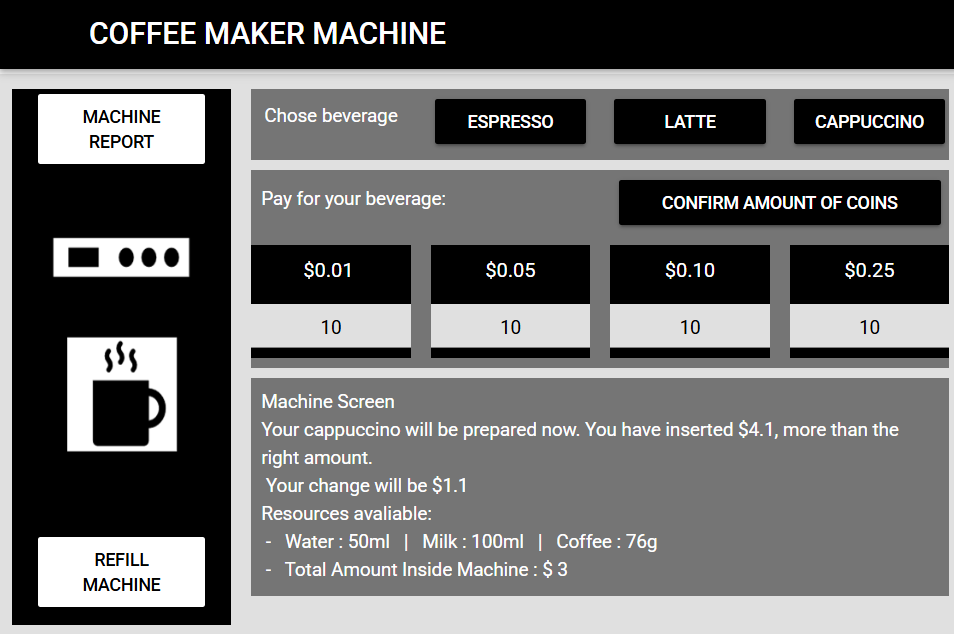 COFFEE MAKER MACHINE
MACHINE
REPORT
Chose beverage
ESPRESSO
LATTE
CAPPUCCINO
Pay for your beverage:
CONFIRM AMOUNT OF COINS
$0.01
$0.05
$0.10
$0.25
10
10
10
10
Machine Screen
Your cappuccino will be prepared now. You have inserted $4.1, more than the
right amount.
Your change will be $1.1
Resources avaliable:
- Water : 50ml | Milk : 100ml | Coffee : 76g
- Total Amount Inside Machine : $ 3
REFILL
MACHINE